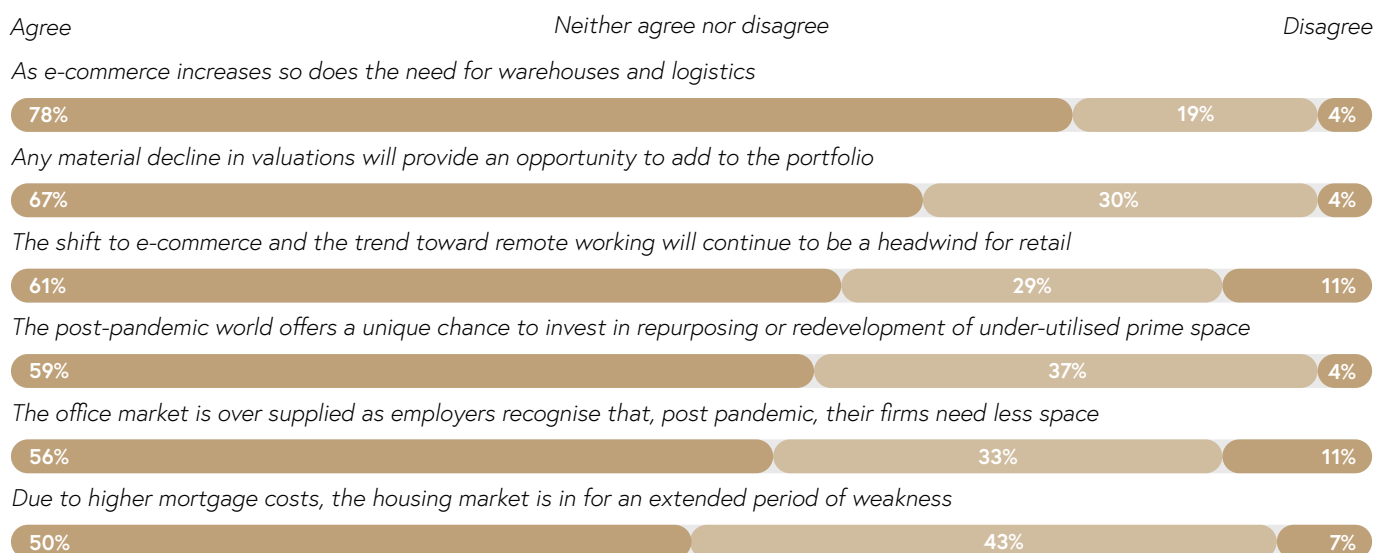 Agree Neither agree nor disagree Disagree
As e-commerce increases so does the need for warehouses and logistics
78% 19% 4%
Any material decline in valuations will provide an opportunity to add to the portfolio
67% 30% 4%
The shift to e-commerce and the trend toward remote working will continue to be a headwind for retail
61% 29% 11%
The post-pandemic world offers a unique chance to invest in repurposing or redevelopment of under-utilised prime space
59% 37% 4%
The office market is over supplied as employers recognise that, post pandemic, their firms need less space
56% 33% 11%
Due to higher mortgage costs, the housing market is in for an extended period of weakness
50% 43% 7%